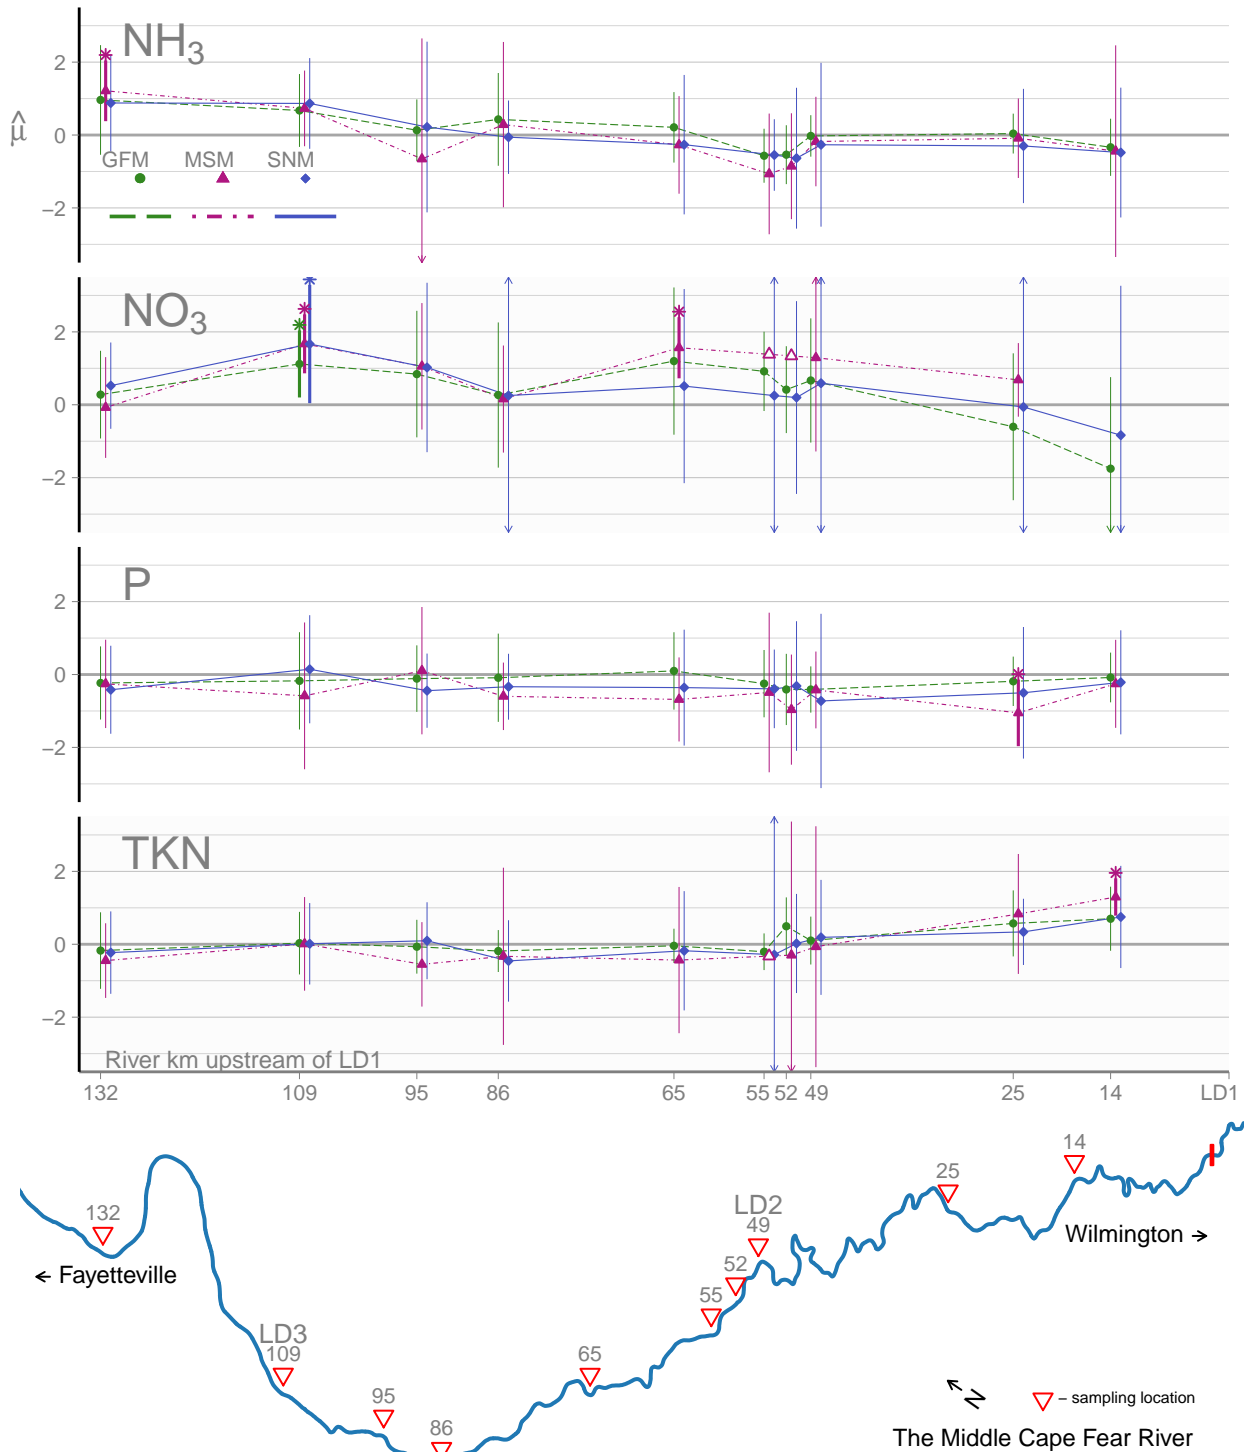 NH3
2
0
−2
μ̂
GFM MSM SNM
NO3
2
0
−2
P
2
0
−2
TKN
2
0
−2
River km upstream of LD1
132 109 95 86 65 55 52 49 25 14 LD1
14
25
132
LD2
49
Wilmington →
← Fayetteville
52
55
LD3
109
65
95
N
– sampling location
86
The Middle Cape Fear River